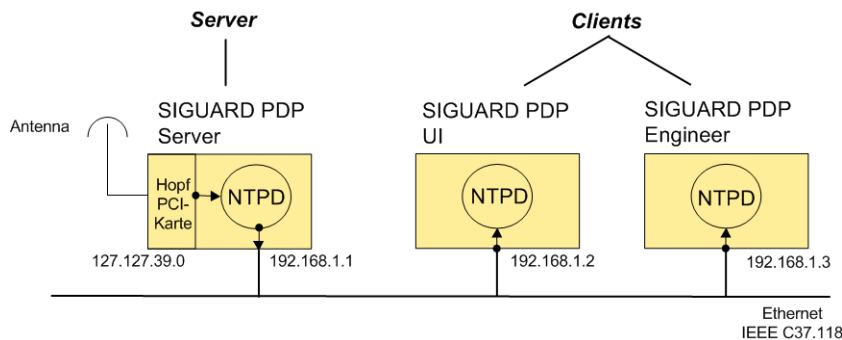 Server
Clients
SIGUARD PDP
Server
SIGUARD PDP
UI
SIGUARD PDP
Engineer
Antenna
Hopf
PCI-
Karte
NTPD
NTPD
NTPD
127.127.39.0
192.168.1.1
192.168.1.2
192.168.1.3
Ethernet
IEEE C37.118